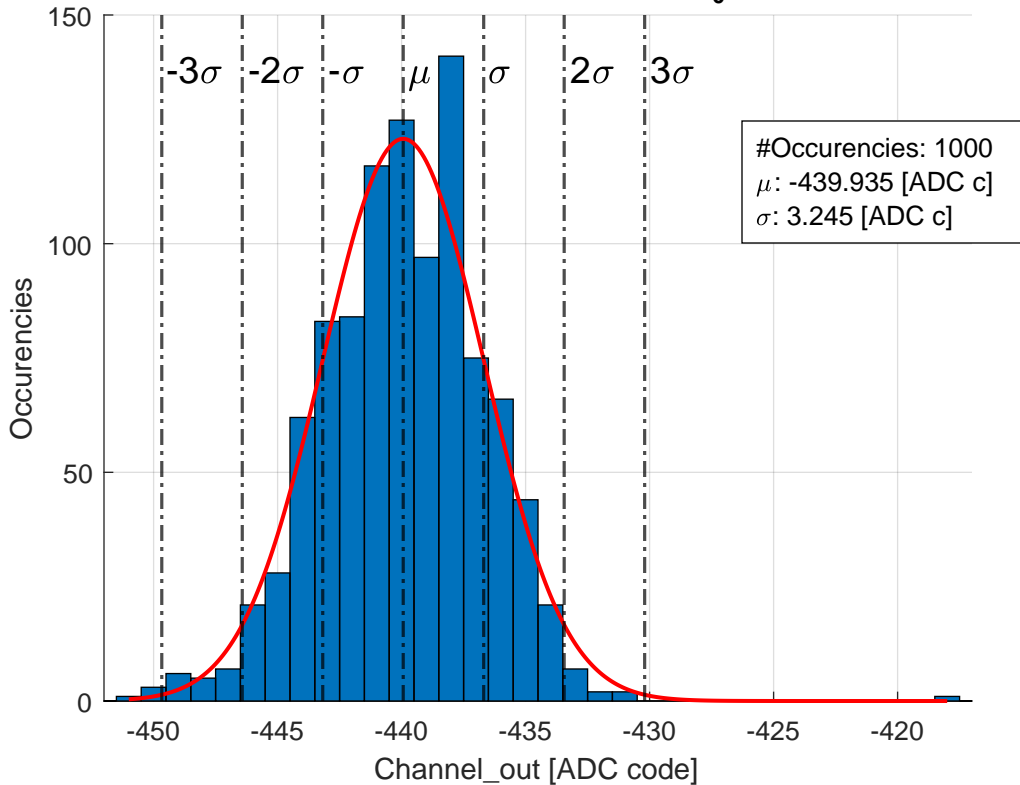 150
100
50
0
-3σ -2σ -σ μ σ 2σ 3σ
#Occurencies: 1000
μ: -439.935 [ADC c]
σ: 3.245 [ADC c]
Occurencies
-450 -445 -440 -435 -430 -425 -420
Channel_out [ADC code]